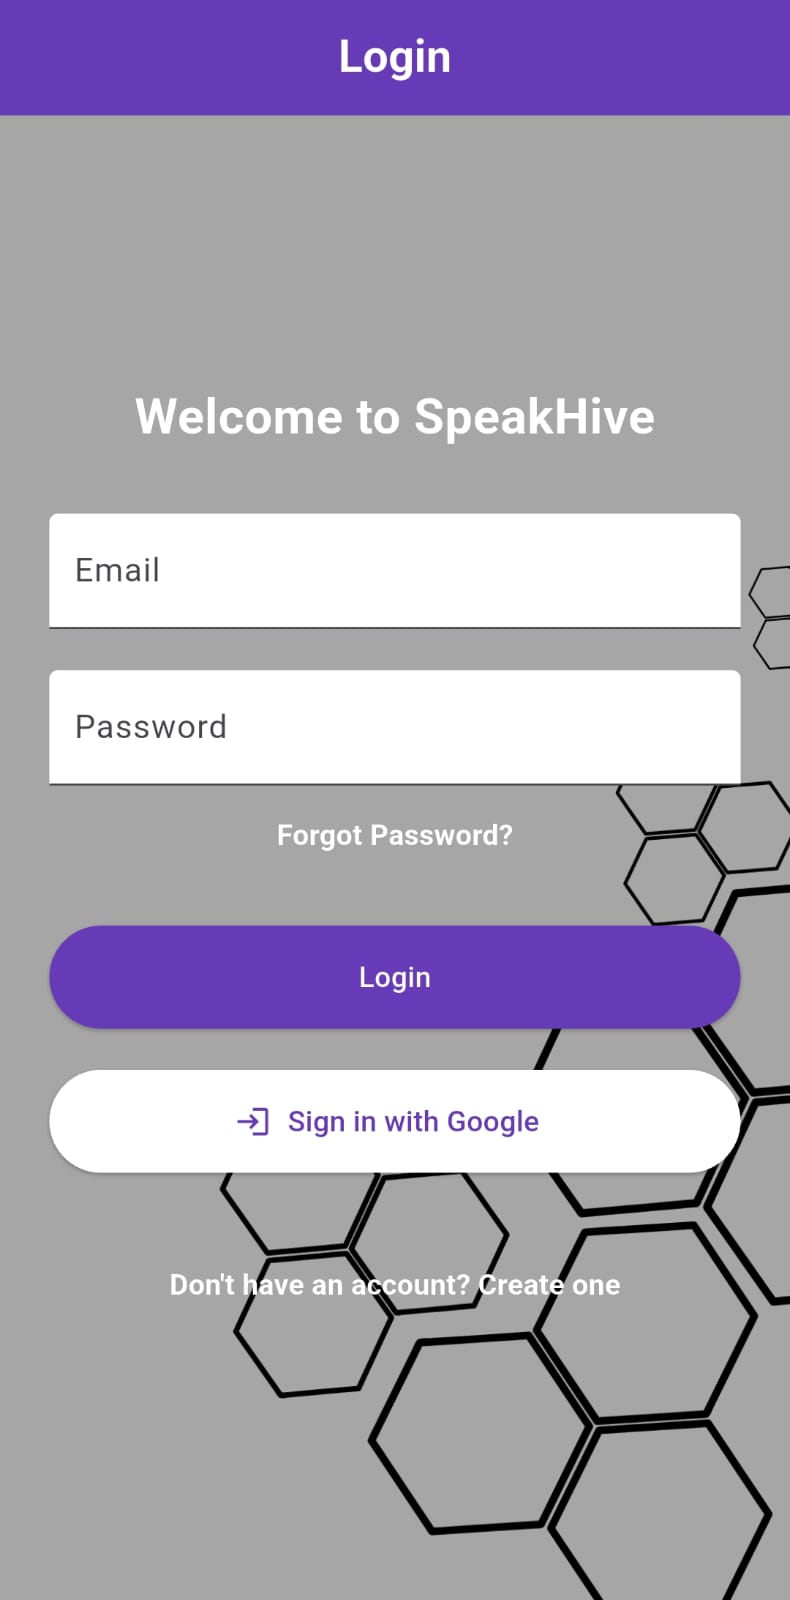 Login
Welcome to SpeakHive
Email
Password
Forgot Password?
Login
Sign in with Google
Don't have an account? Create one